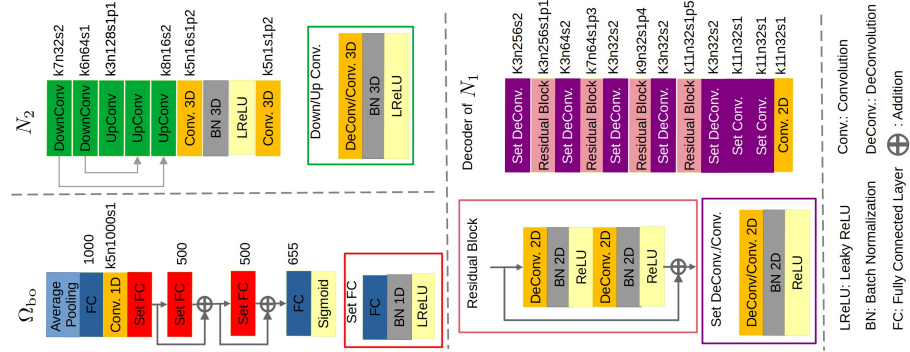 Ω_bo
Average
Pooling
FC 1000
Conv. 1D k5n1000s1
Set FC
Set FC 500
Set FC 500
FC 655
Sigmoid
Set FC
FC
BN 1D
LReLU
N₂
DownConv k7n32s2
DownConv k6n64s1
UpConv k3n128s1p1
UpConv
UpConv k8n16s2
Conv. 3D k5n16s1p2
BN 3D
LReLU
Conv. 3D k5n1s1p2
Down/Up Conv.
DeConv/Conv. 3D
BN 3D
LReLU
Residual Block
DeConv. 2D
BN 2D
ReLU
DeConv. 2D
BN 2D
ReLU
Set DeConv./Conv.
DeConv/Conv. 2D
BN 2D
ReLU
Decoder of N₁
Set DeConv. k3n256s2
Residual Block k3n256s1p1
Set DeConv. k3n64s2
Residual Block k7n64s1p3
Set DeConv. k3n32s2
Residual Block k9n32s1p4
Set DeConv. k3n32s2
Residual Block k11n32s1p5
Set DeConv. k3n32s2
Set Conv. k11n32s1
Set Conv. k11n32s1
Conv. 2D k11n32s1
LReLU: Leaky ReLU
BN: Batch Normalization
FC: Fully Connected Layer
Conv.: Convolution
DeConv.: DeConvolution
⊕ : Addition